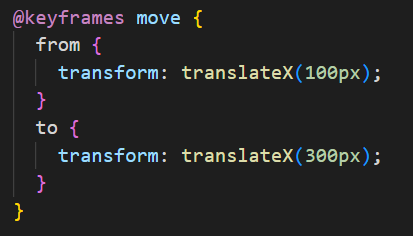 @keyframes move {
  from {
    transform: translateX(100px);
  }
  to {
    transform: translateX(300px);
  }
}